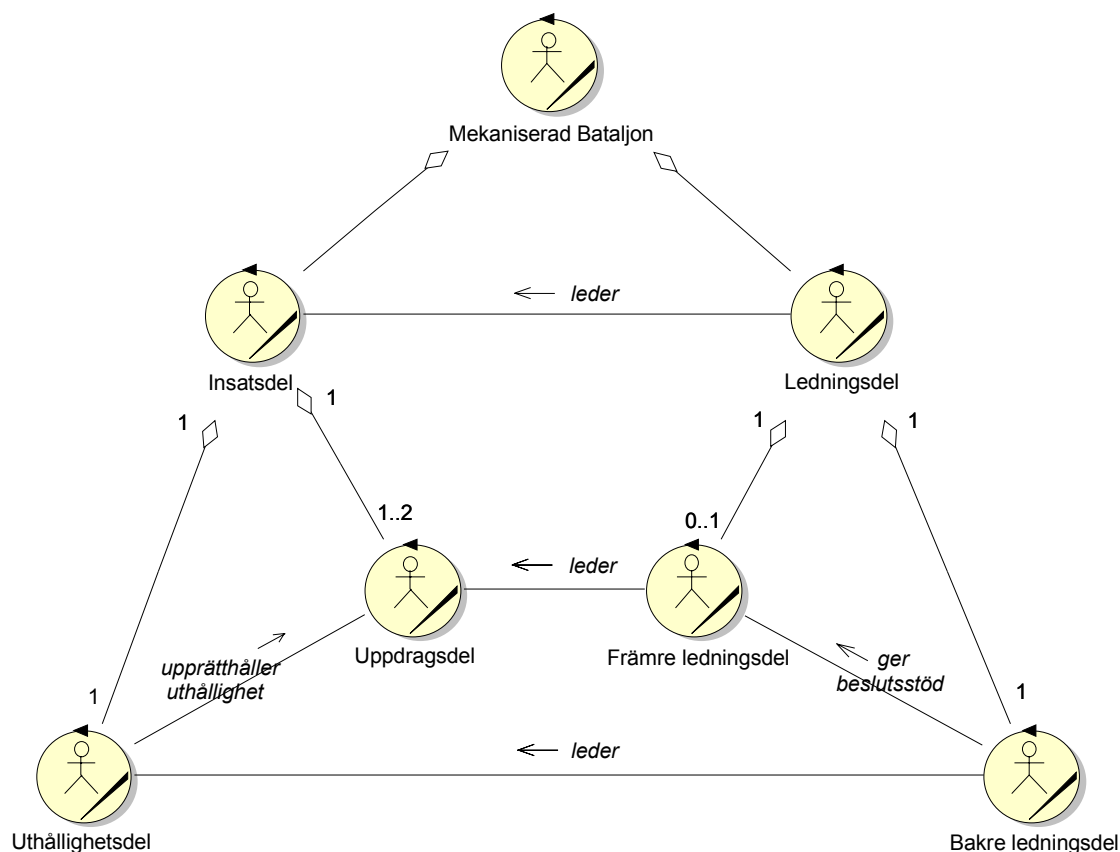 Mekaniserad Bataljon
leder
Insatsdel
Ledningsdel
1
1
1
1
1..2
0..1
leder
Uppdragsdel
Främre ledningsdel
upprätthåller
uthållighet
ger
beslutsstöd
1
1
leder
Uthållighetsdel
Bakre ledningsdel